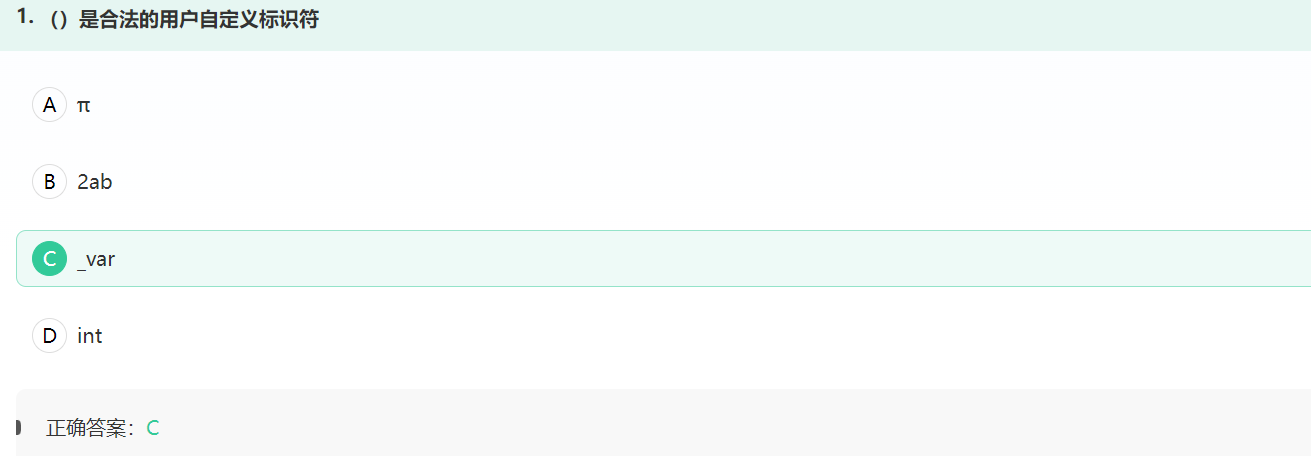 1. （）是合法的用户自定义标识符
A π
B 2ab
C _var
D int
正确答案：C